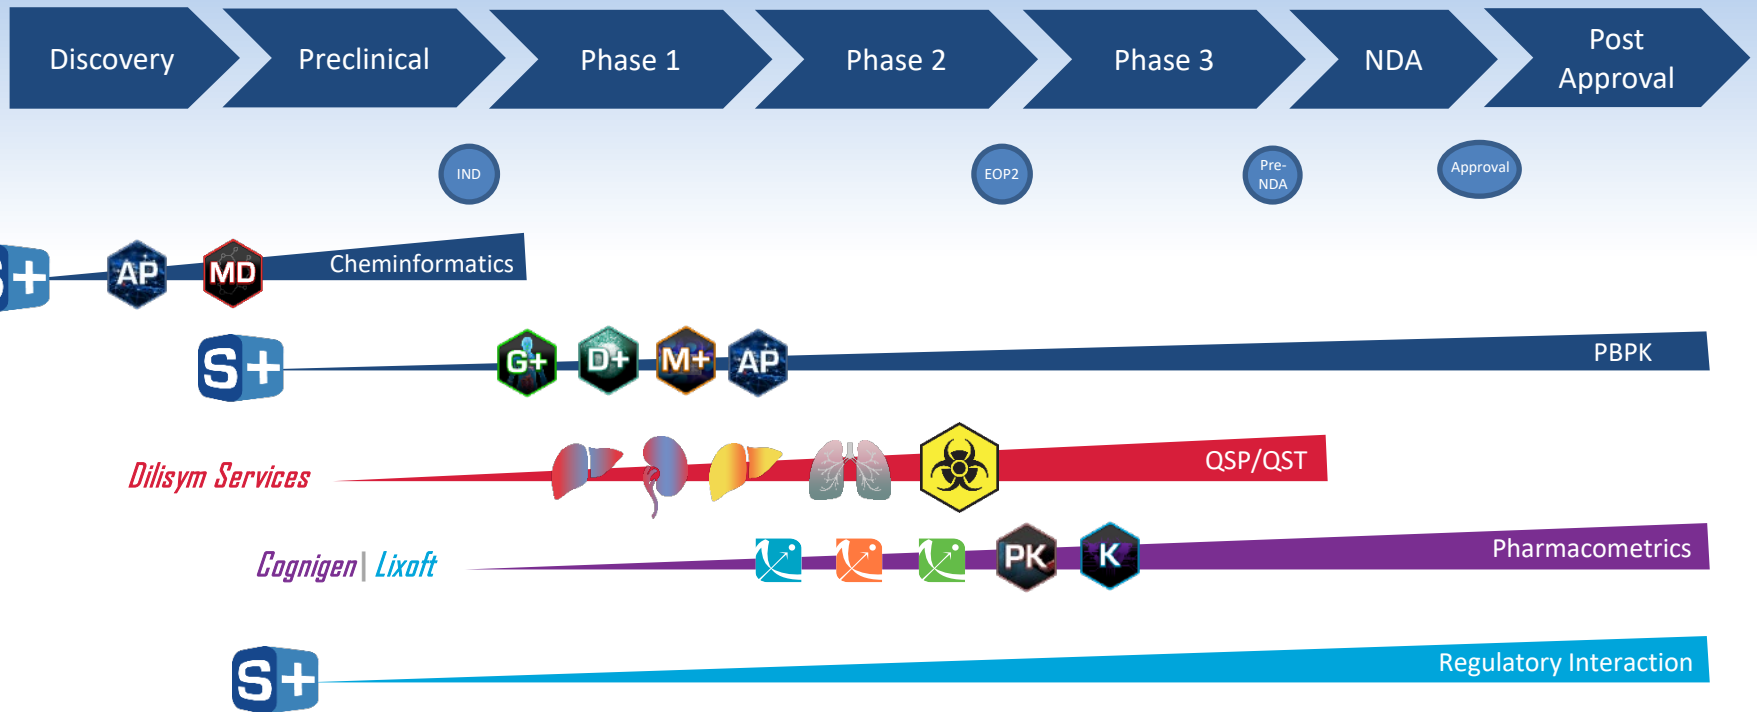 Discovery
Preclinical
Phase 1
Phase 2
Phase 3
NDA
Post
Approval
IND
EOP2
Pre-
NDA
Approval
S+
AP
MD
Cheminformatics
S+
G+
D+
M+
AP
PBPK
Dilisym Services
QSP/QST
Cognigen | Lixoft
PK
K
Pharmacometrics
S+
Regulatory Interaction